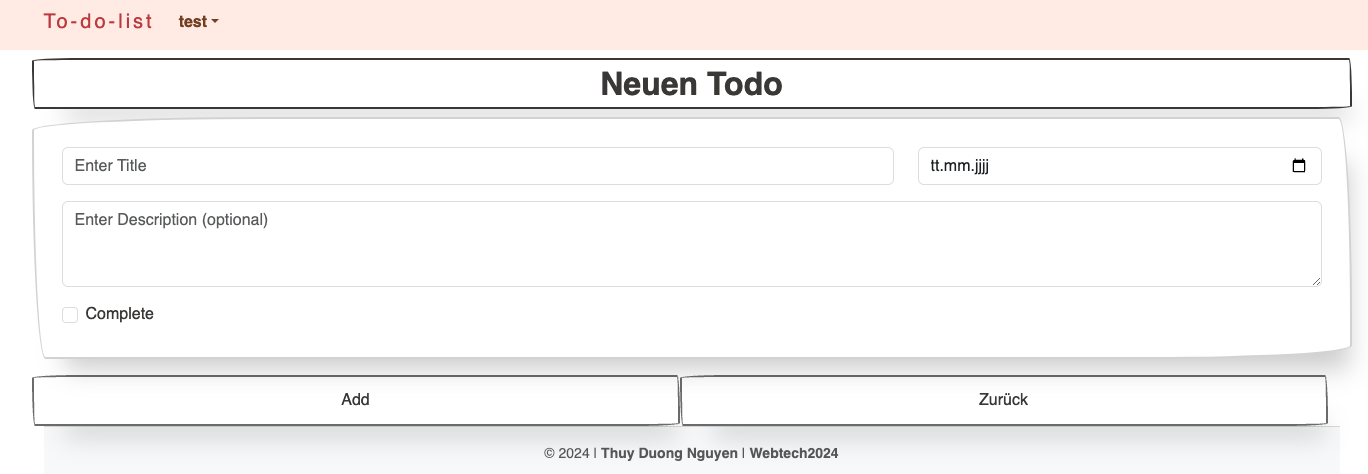 To-do-list test
Neuen Todo
Enter Title tt.mm.jjjj
Enter Description (optional)
Complete
Add Zurück
© 2024 | Thuy Duong Nguyen | Webtech2024